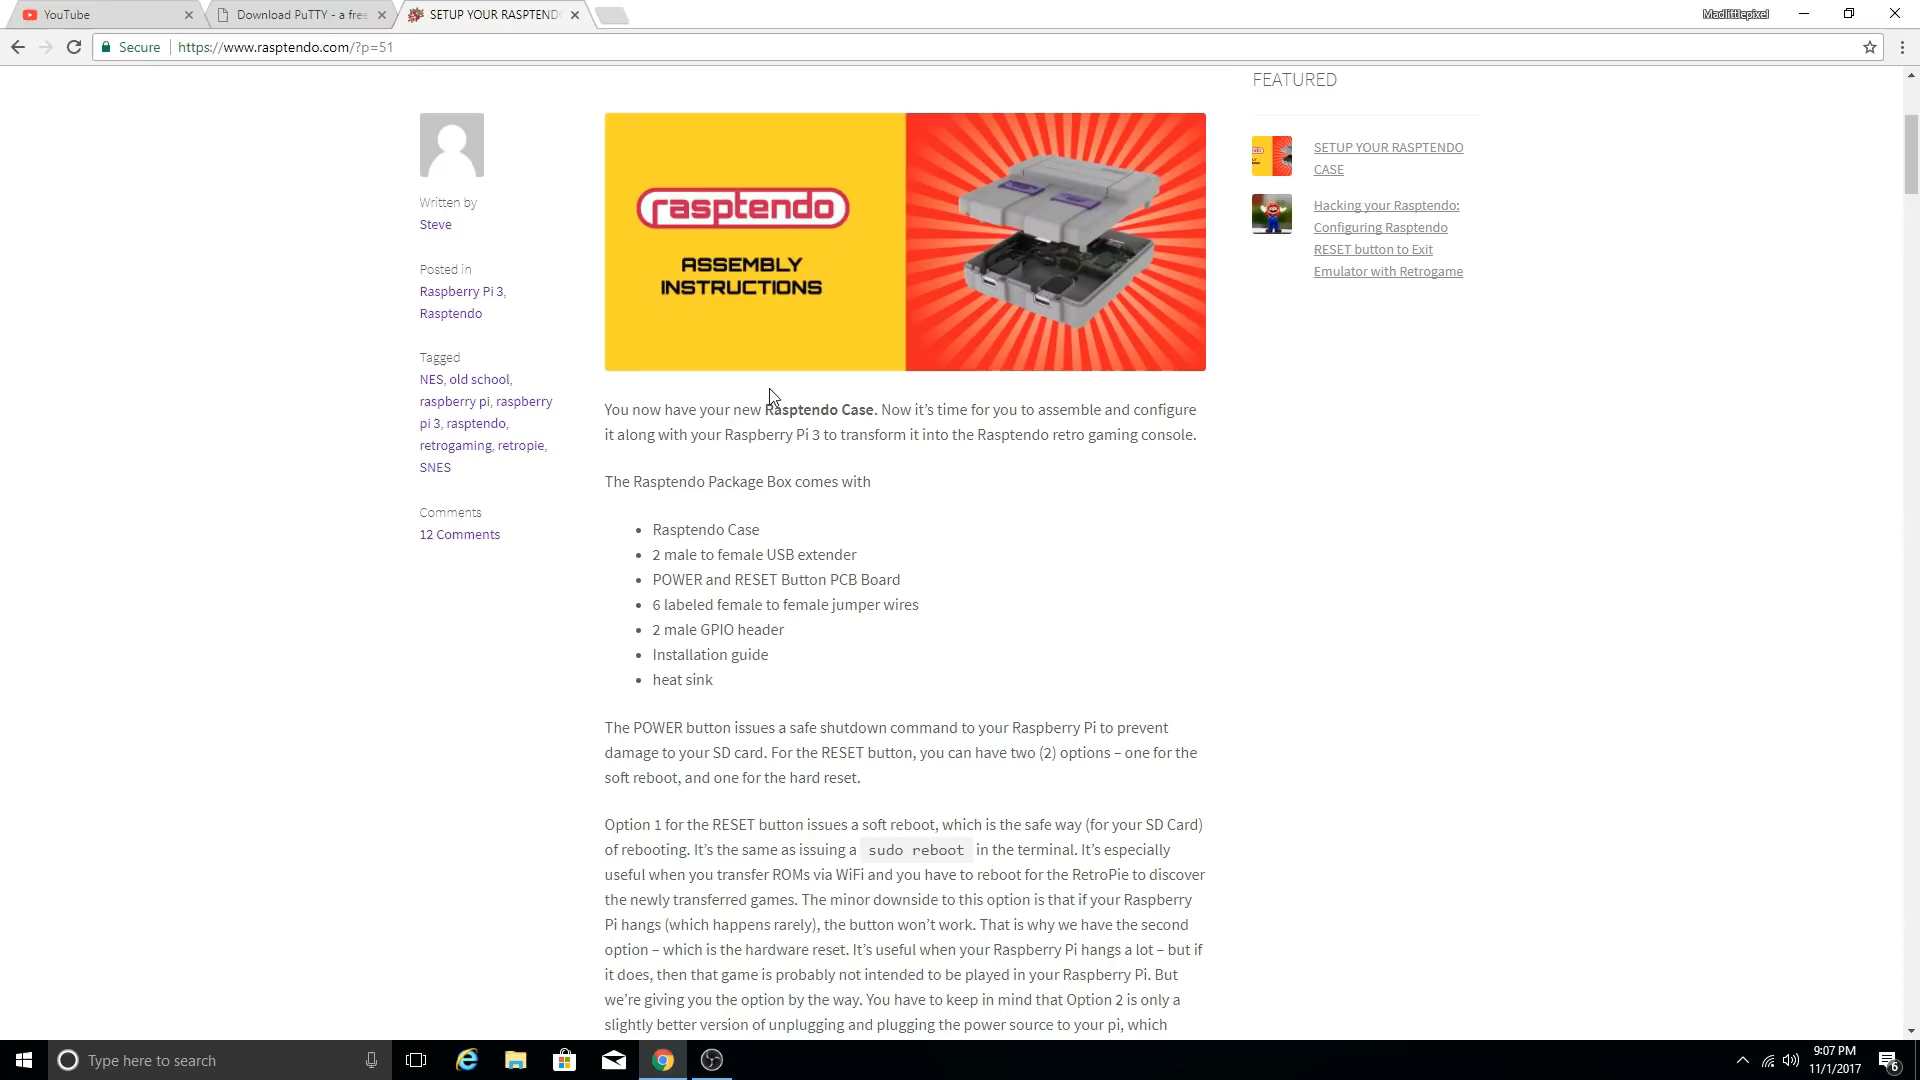 YouTube
Download PuTTY - a free
SETUP YOUR RASPTEND
Madlittlepixel
Secure
https://www.rasptendo.com/?p=51
FEATURED
SETUP YOUR RASPTENDO
CASE
Hacking your Rasptendo:
Configuring Rasptendo
RESET button to Exit
Emulator with Retrogame
Written by
Steve
Posted in
Raspberry Pi 3,
Rasptendo
Tagged
NES, old school,
raspberry pi, raspberry
pi 3, rasptendo,
retrogaming, retropie,
SNES
Comments
12 Comments
rasptendo
ASSEMBLY
INSTRUCTIONS
You now have your new Rasptendo Case. Now it’s time for you to assemble and configure
it along with your Raspberry Pi 3 to transform it into the Rasptendo retro gaming console.
The Rasptendo Package Box comes with
• Rasptendo Case
• 2 male to female USB extender
• POWER and RESET Button PCB Board
• 6 labeled female to female jumper wires
• 2 male GPIO header
• Installation guide
• heat sink
The POWER button issues a safe shutdown command to your Raspberry Pi to prevent
damage to your SD card. For the RESET button, you can have two (2) options – one for the
soft reboot, and one for the hard reset.
Option 1 for the RESET button issues a soft reboot, which is the safe way (for your SD Card)
of rebooting. It’s the same as issuing a sudo reboot in the terminal. It’s especially
useful when you transfer ROMs via WiFi and you have to reboot for the RetroPie to discover
the newly transferred games. The minor downside to this option is that if your Raspberry
Pi hangs (which happens rarely), the button won’t work. That is why we have the second
option – which is the hardware reset. It’s useful when your Raspberry Pi hangs a lot – but if
it does, then that game is probably not intended to be played in your Raspberry Pi. But
we’re giving you the option by the way. You have to keep in mind that Option 2 is only a
slightly better version of unplugging and plugging the power source to your pi, which
Type here to search
9:07 PM
11/1/2017
6